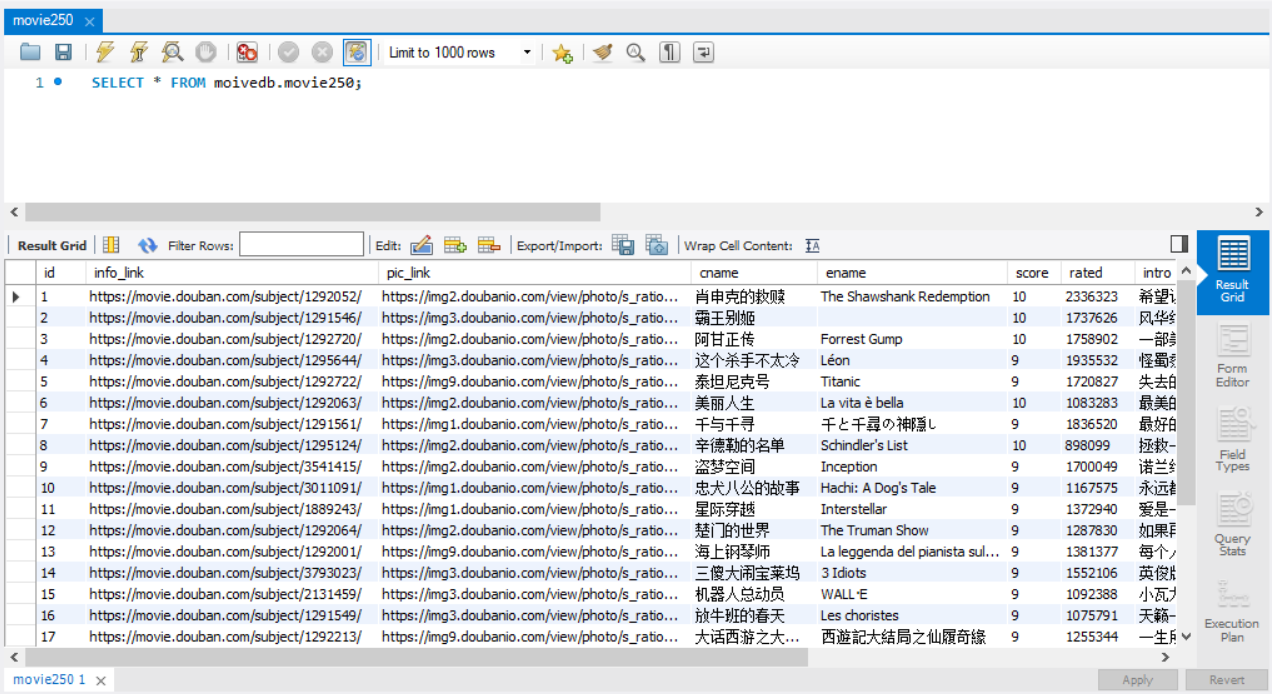 movie250
Limit to 1000 rows
1 SELECT * FROM moivedb.movie250;
Result Grid Filter Rows: Edit: Export/Import: Wrap Cell Content:
id info_link pic_link cname ename score rated intro
1 https://movie.douban.com/subject/1292052/ https://img2.doubanio.com/view/photo/s_ratio... 肖申克的救赎 The Shawshank Redemption 10 2336323 希望
2 https://movie.douban.com/subject/1291546/ https://img3.doubanio.com/view/photo/s_ratio... 霸王别姬 10 1737626 风华
3 https://movie.douban.com/subject/1292720/ https://img2.doubanio.com/view/photo/s_ratio... 阿甘正传 Forrest Gump 10 1758902 一部
4 https://movie.douban.com/subject/1295644/ https://img3.doubanio.com/view/photo/s_ratio... 这个杀手不太冷 Léon 9 1935532 怪蜀
5 https://movie.douban.com/subject/1292722/ https://img9.doubanio.com/view/photo/s_ratio... 泰坦尼克号 Titanic 9 1720827 失去的
6 https://movie.douban.com/subject/1292063/ https://img2.doubanio.com/view/photo/s_ratio... 美丽人生 La vita è bella 10 1083283 最美的
7 https://movie.douban.com/subject/1291561/ https://img1.doubanio.com/view/photo/s_ratio... 千与千寻 千と千尋の神隠し 9 1836520 最好的
8 https://movie.douban.com/subject/1295124/ https://img2.doubanio.com/view/photo/s_ratio... 辛德勒的名单 Schindler's List 10 898099 拯救一
9 https://movie.douban.com/subject/3541415/ https://img9.doubanio.com/view/photo/s_ratio... 盗梦空间 Inception 9 1700049 诺兰
10 https://movie.douban.com/subject/3011091/ https://img1.doubanio.com/view/photo/s_ratio... 忠犬八公的故事 Hachi: A Dog's Tale 9 1167575 永远
11 https://movie.douban.com/subject/1889243/ https://img1.doubanio.com/view/photo/s_ratio... 星际穿越 Interstellar 9 1372940 爱是一
12 https://movie.douban.com/subject/1292064/ https://img2.doubanio.com/view/photo/s_ratio... 楚门的世界 The Truman Show 9 1287830 如果再
13 https://movie.douban.com/subject/1292001/ https://img9.doubanio.com/view/photo/s_ratio... 海上钢琴师 La leggenda del pianista sul... 9 1381377 每个人
14 https://movie.douban.com/subject/3793023/ https://img3.doubanio.com/view/photo/s_ratio... 三傻大闹宝莱坞 3 Idiots 9 1552106 英俊
15 https://movie.douban.com/subject/2131459/ https://img3.doubanio.com/view/photo/s_ratio... 机器人总动员 WALL·E 9 1092388 小瓦
16 https://movie.douban.com/subject/1291549/ https://img3.doubanio.com/view/photo/s_ratio... 放牛班的春天 Les choristes 9 1075791 天籁一
17 https://movie.douban.com/subject/1292213/ https://img9.doubanio.com/view/photo/s_ratio... 大话西游之大... 西遊記大結局之仙履奇緣 9 1255344 一生
Result
Grid
Form
Editor
Field
Types
Query
Stats
Execution
Plan
movie250 1
Apply Revert